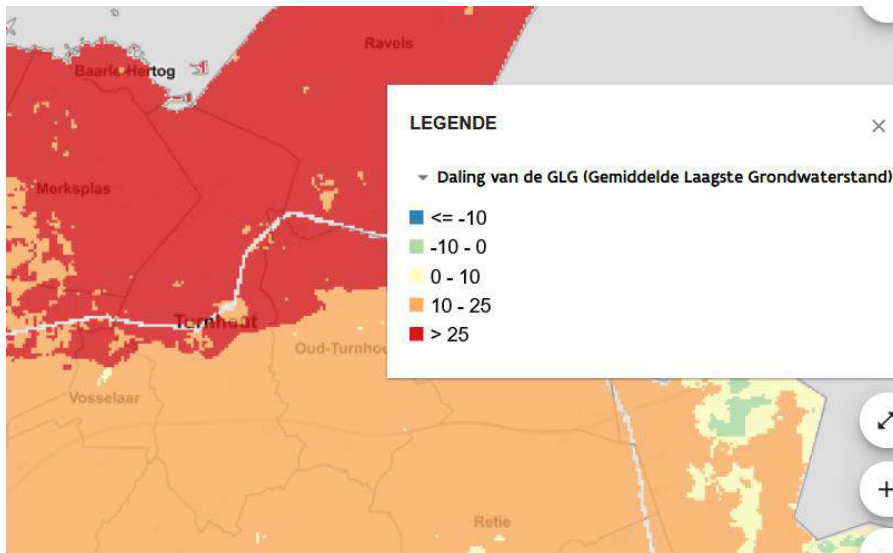 Ravels
Baarle-Hertog
LEGENDE
Daling van de GLG (Gemiddelde Laagste Grondwaterstand)
Merksplas
<= -10
-10 - 0
0 - 10
10 - 25
> 25
Turnhout
Oud-Turnhou
Vosselaar
Retie